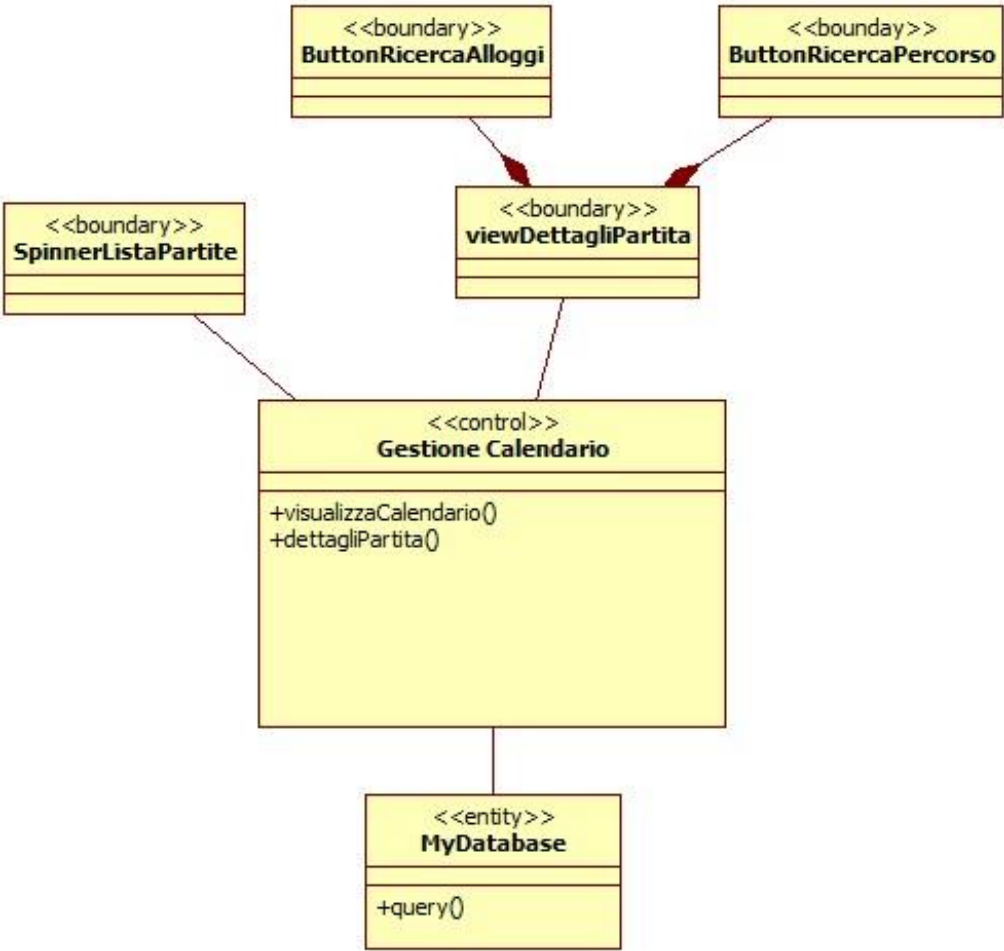 <<boundary>>
ButtonRicercaAlloggi
<<bounday>>
ButtonRicercaPercorso
<<boundary>>
SpinnerListaPartite
<<boundary>>
viewDettagliPartita
<<control>>
Gestione Calendario
+visualizzaCalendario()
+dettagliPartita()
<<entity>>
MyDatabase
+query()